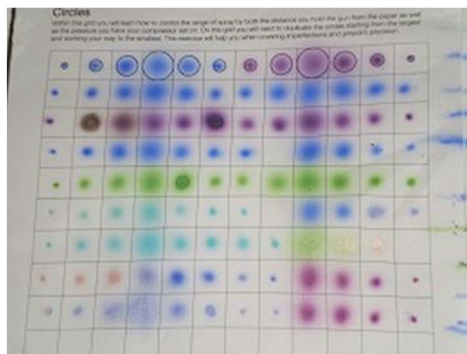 Circles
Within this grid you will learn how to control the range of spray by both the distance you hold the gun from the paper as well
as the pressure you have your compressor set on. On this grid you will need to duplicate the circles starting from the largest
and working your way to the smallest. This exercise will help you when covering imperfections and pinpoint precision.